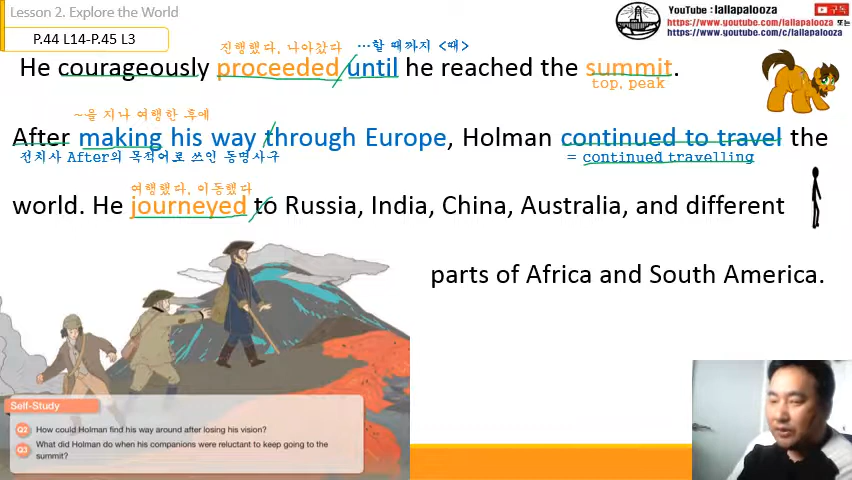 Lesson 2. Explore the World
P.44 L14-P.45 L3
YouTube : lallapalooza
구독
https://www.youtube.com/lallapalooza 또는
https://www.youtube.com/c/lallapalooza
진행했다, 나아갔다
…할 때까지 <때>
He courageously proceeded until he reached the summit.
top, peak
~을 지나 여행한 후에
After making his way through Europe, Holman continued to travel the
전치사 After의 목적어로 쓰인 동명사구
= continued travelling
여행했다, 이동했다
world. He journeyed to Russia, India, China, Australia, and different
parts of Africa and South America.
Self-Study
Q2 How could Holman find his way around after losing his vision?
Q3 What did Holman do when his companions were reluctant to keep going to the
summit?